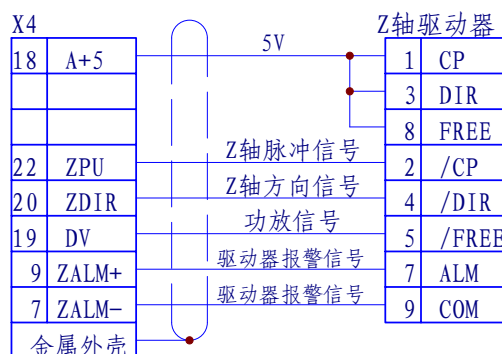 X4 Z轴驱动器
18 A+5 5V 1 CP
3 DIR
8 FREE
22 ZPU Z轴脉冲信号 2 /CP
20 ZDIR Z轴方向信号 4 /DIR
19 DV 功放信号 5 /FREE
9 ZALM+ 驱动器报警信号 7 ALM
7 ZALM- 驱动器报警信号 9 COM
金属外壳